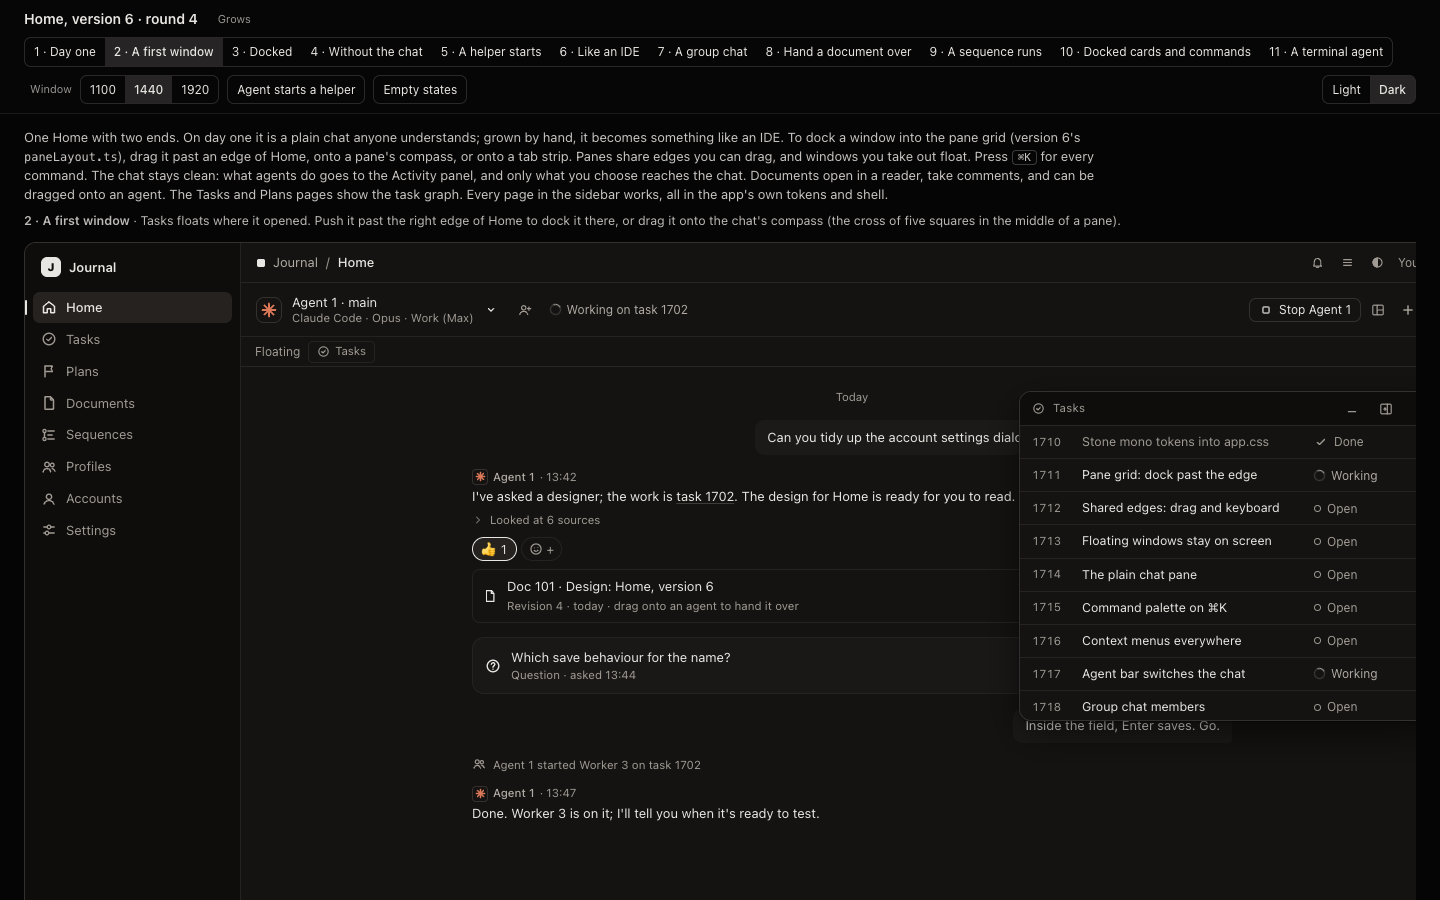 Home, version 6 · round 4 Grows
1 · Day one 2 · A first window 3 · Docked 4 · Without the chat 5 · A helper starts 6 · Like an IDE 7 · A group chat 8 · Hand a document over 9 · A sequence runs 10 · Docked cards and commands 11 · A terminal agent
Window 1100 1440 1920 Agent starts a helper Empty states Light Dark
One Home with two ends. On day one it is a plain chat anyone understands; grown by hand, it becomes something like an IDE. To dock a window into the pane grid (version 6's
paneLayout.ts), drag it past an edge of Home, onto a pane's compass, or onto a tab strip. Panes share edges you can drag, and windows you take out float. Press ⌘K for every
command. The chat stays clean: what agents do goes to the Activity panel, and only what you choose reaches the chat. Documents open in a reader, take comments, and can be
dragged onto an agent. The Tasks and Plans pages show the task graph. Every page in the sidebar works, all in the app's own tokens and shell.
2 · A first window · Tasks floats where it opened. Push it past the right edge of Home to dock it there, or drag it onto the chat's compass (the cross of five squares in the middle of a pane).
J Journal
Home
Tasks
Plans
Documents
Sequences
Profiles
Accounts
Settings
Journal / Home
You
Agent 1 · main
Claude Code · Opus · Work (Max)
Working on task 1702
Stop Agent 1
Floating Tasks
Today
Can you tidy up the account settings dialo
Agent 1 · 13:42
I've asked a designer; the work is task 1702. The design for Home is ready for you to read.
Looked at 6 sources
👍 1
+
Doc 101 · Design: Home, version 6
Revision 4 · today · drag onto an agent to hand it over
Which save behaviour for the name?
Question · asked 13:44
Inside the field, Enter saves. Go.
Agent 1 started Worker 3 on task 1702
Agent 1 · 13:47
Done. Worker 3 is on it; I'll tell you when it's ready to test.
Tasks
1710 Stone mono tokens into app.css Done
1711 Pane grid: dock past the edge Working
1712 Shared edges: drag and keyboard Open
1713 Floating windows stay on screen Open
1714 The plain chat pane Open
1715 Command palette on ⌘K Open
1716 Context menus everywhere Open
1717 Agent bar switches the chat Working
1718 Group chat members Open